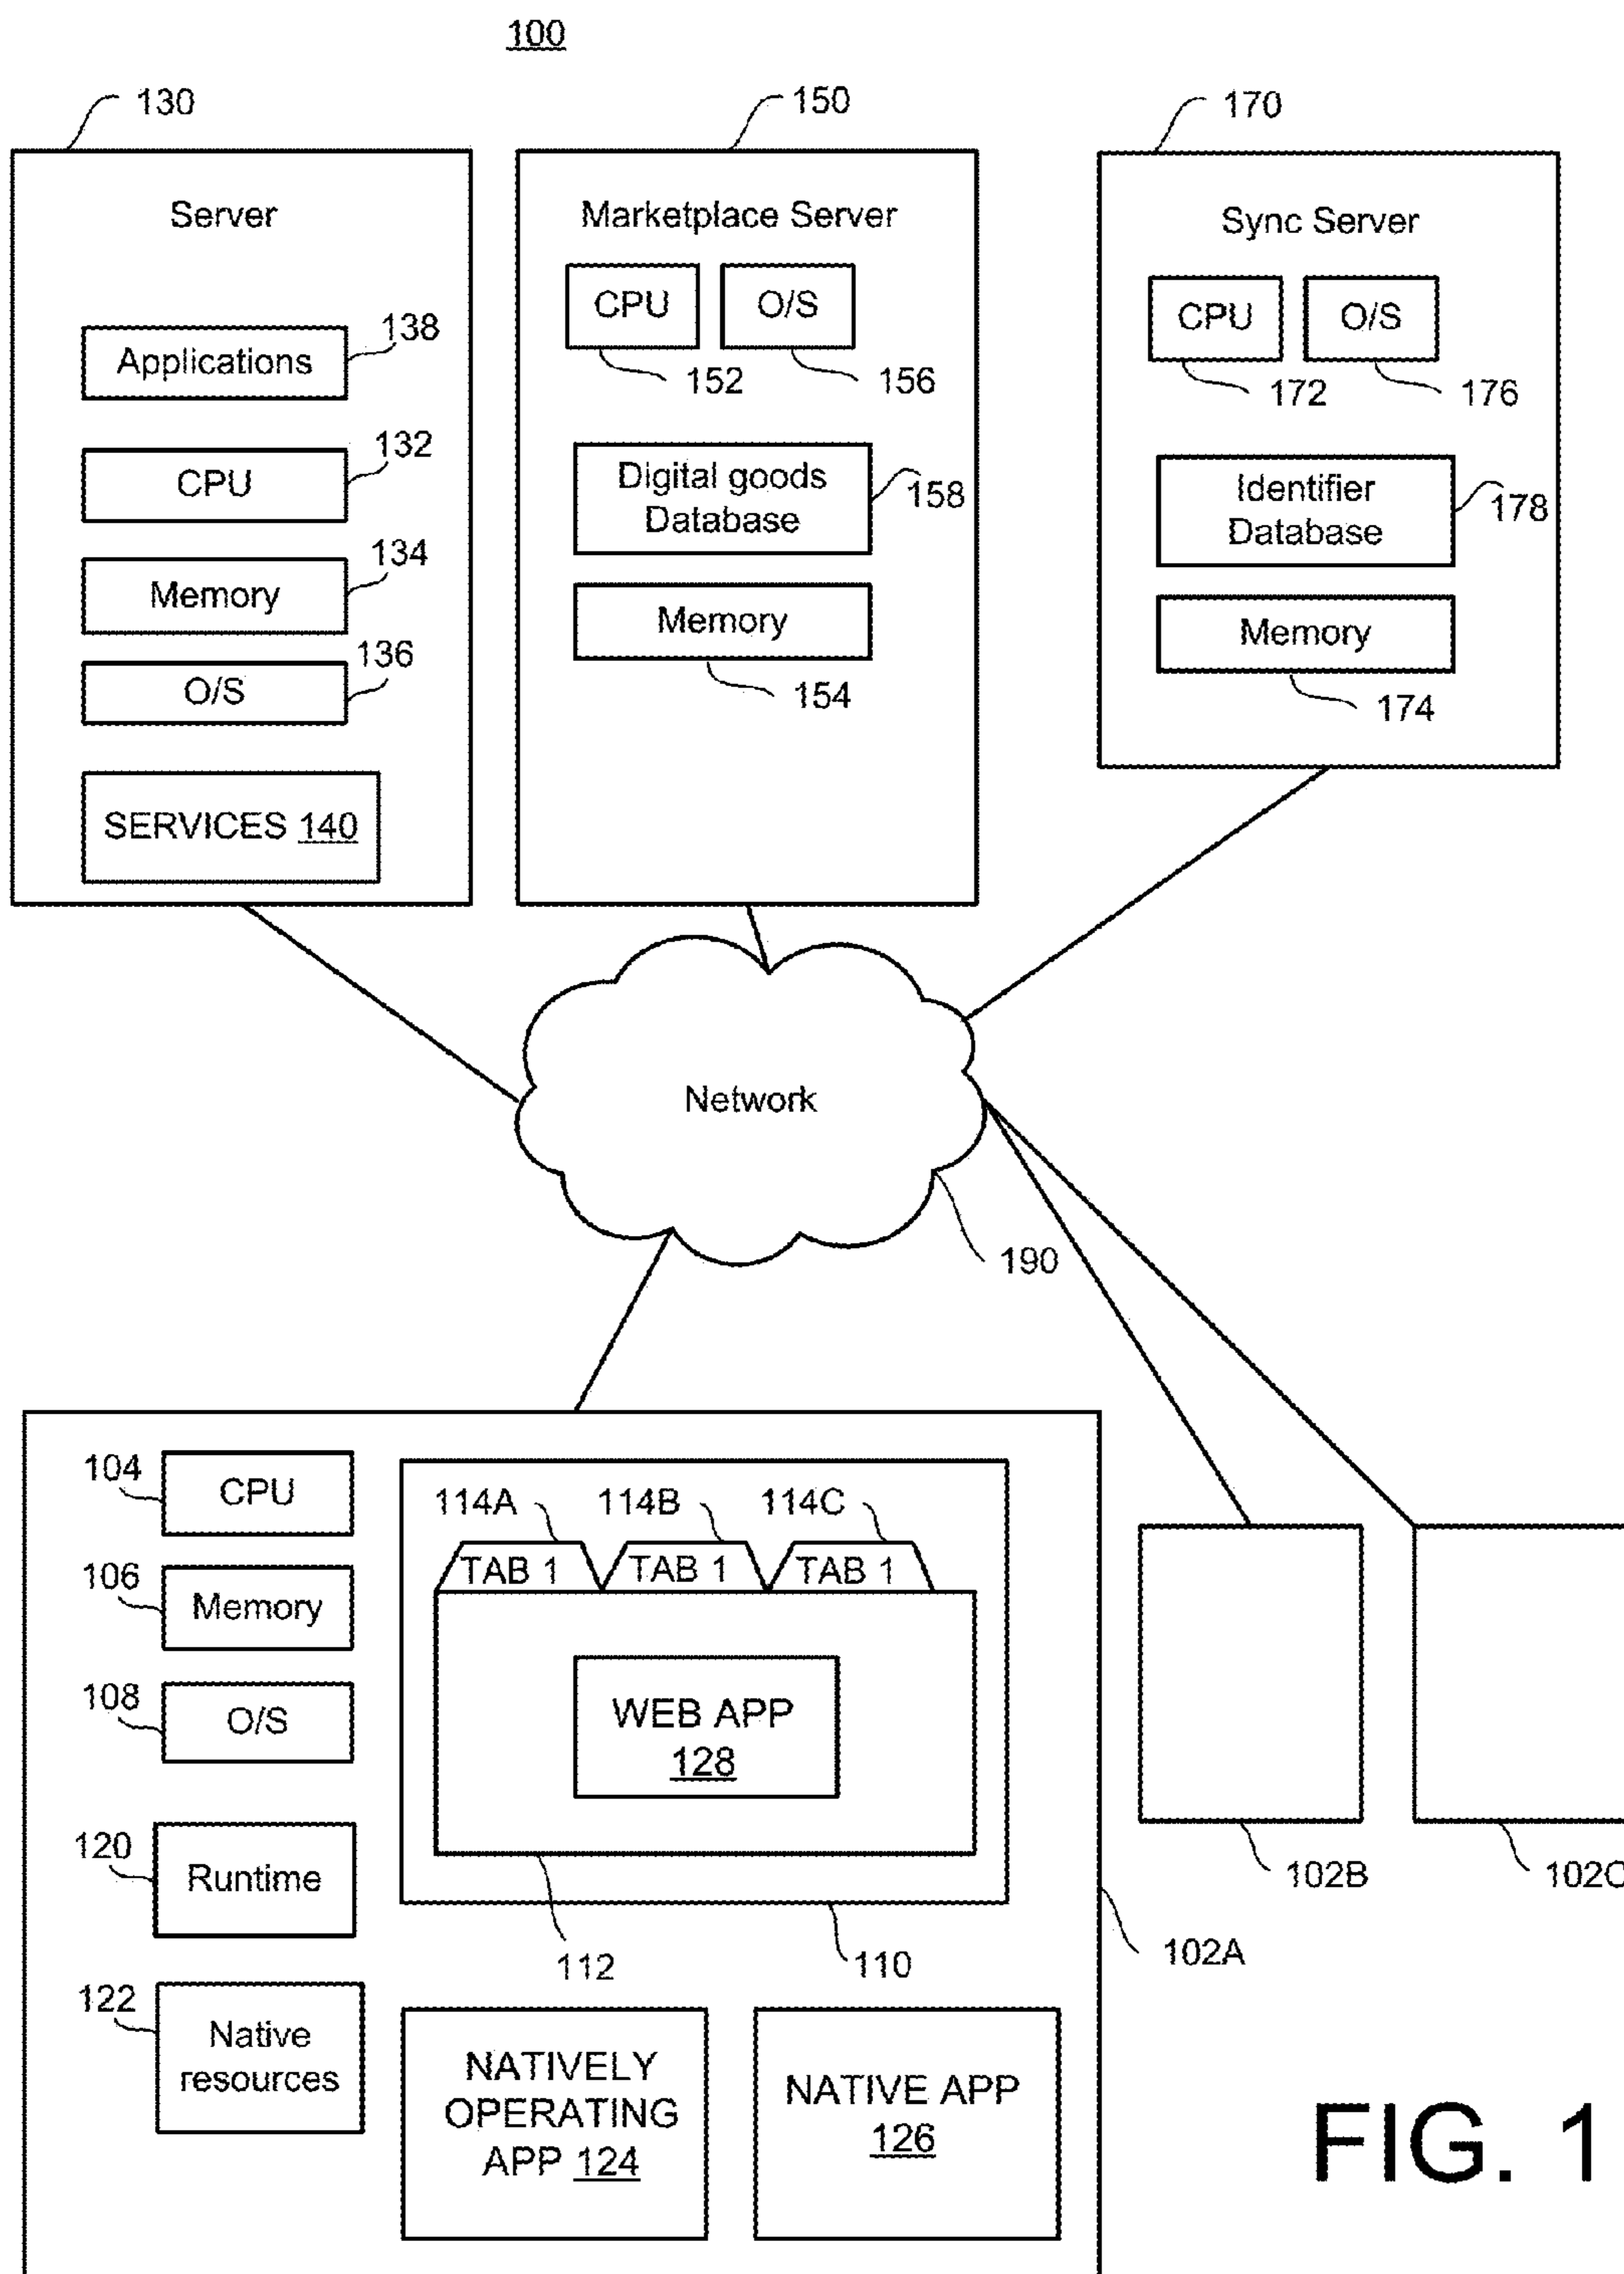 100
130
150
170
Server
Marketplace Server
Sync Server
Applications
138
CPU
132
Memory
134
O/S
136
SERVICES 140
CPU
O/S
152
156
Digital goods
Database
158
Memory
154
CPU
O/S
172
176
Identifier
Database
178
Memory
174
Network
190
104
CPU
106
Memory
108
O/S
120
Runtime
122
Native
resources
114A
114B
114C
TAB 1
TAB 1
TAB 1
WEB APP
128
112
110
102A
102B
102C
NATIVELY
OPERATING
APP 124
NATIVE APP
126
FIG. 1